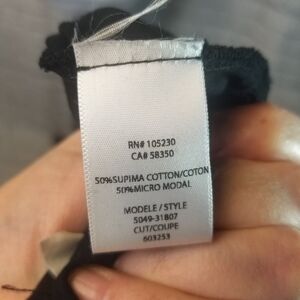 RN# 105230
CA# 58350
50%SUPIMA COTTON/COTON
50%MICRO MODAL
MODELE / STYLE
5049-31807
CUT/COUPE
603253